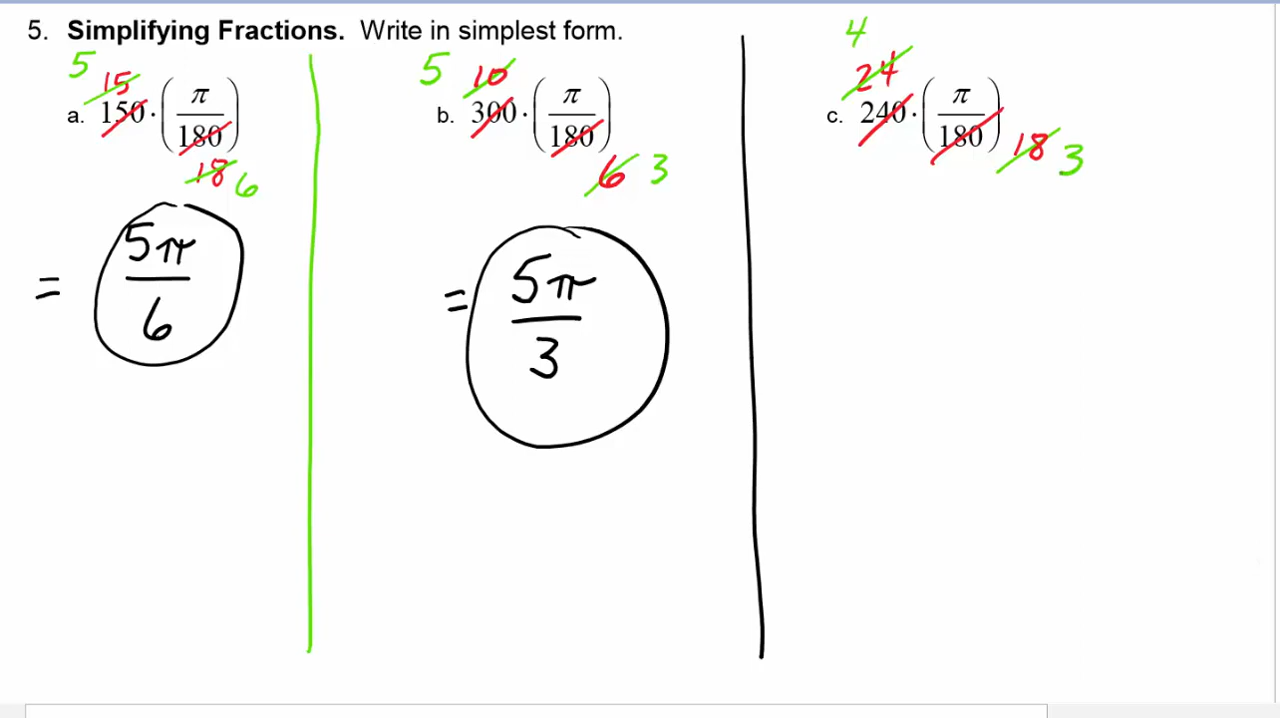 5. Simplifying Fractions. Write in simplest form.
5 15
a. 150 · (π/180)
18 6
= 5π/6
5 10
b. 300 · (π/180)
6 3
= 5π/3
4
24
c. 240 · (π/180)
18 3